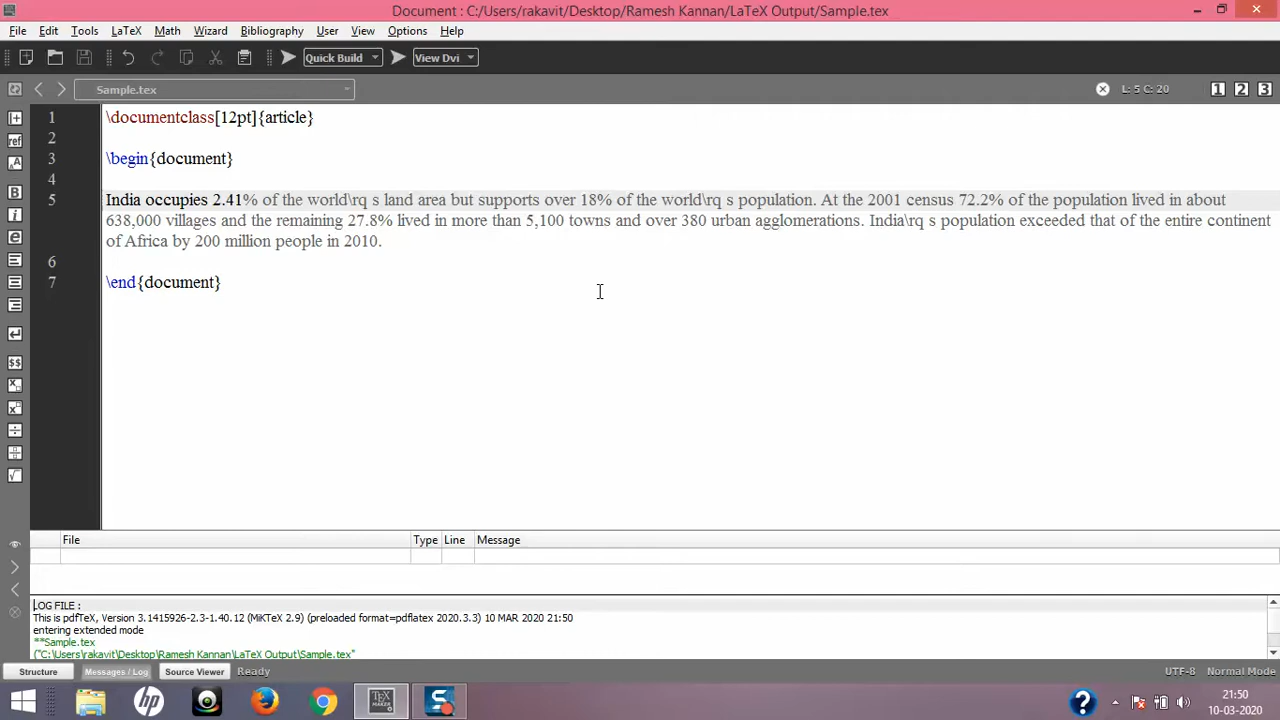 Document : C:/Users/rakavit/Desktop/Ramesh Kannan/LaTeX Output/Sample.tex
File Edit Tools LaTeX Math Wizard Bibliography User View Options Help
Quick Build View Dvi
Sample.tex L: 5 C: 20 1 2 3
1 \documentclass[12pt]{article}
2
3 \begin{document}
4
5 India occupies 2.41% of the world\rq s land area but supports over 18% of the world\rq s population. At the 2001 census 72.2% of the population lived in about
638,000 villages and the remaining 27.8% lived in more than 5,100 towns and over 380 urban agglomerations. India\rq s population exceeded that of the entire continent
of Africa by 200 million people in 2010.
6
7 \end{document}
File Type Line Message
LOG FILE :
This is pdfTeX, Version 3.1415926-2.3-1.40.12 (MiKTeX 2.9) (preloaded format=pdflatex 2020.3.3) 10 MAR 2020 21:50
entering extended mode
**Sample.tex
("C:\Users\rakavit\Desktop\Ramesh Kannan\LaTeX Output\Sample.tex"
Structure Messages / Log Source Viewer Ready UTF-8 Normal Mode
hp TEX MAKER S ? 21:50
10-03-2020